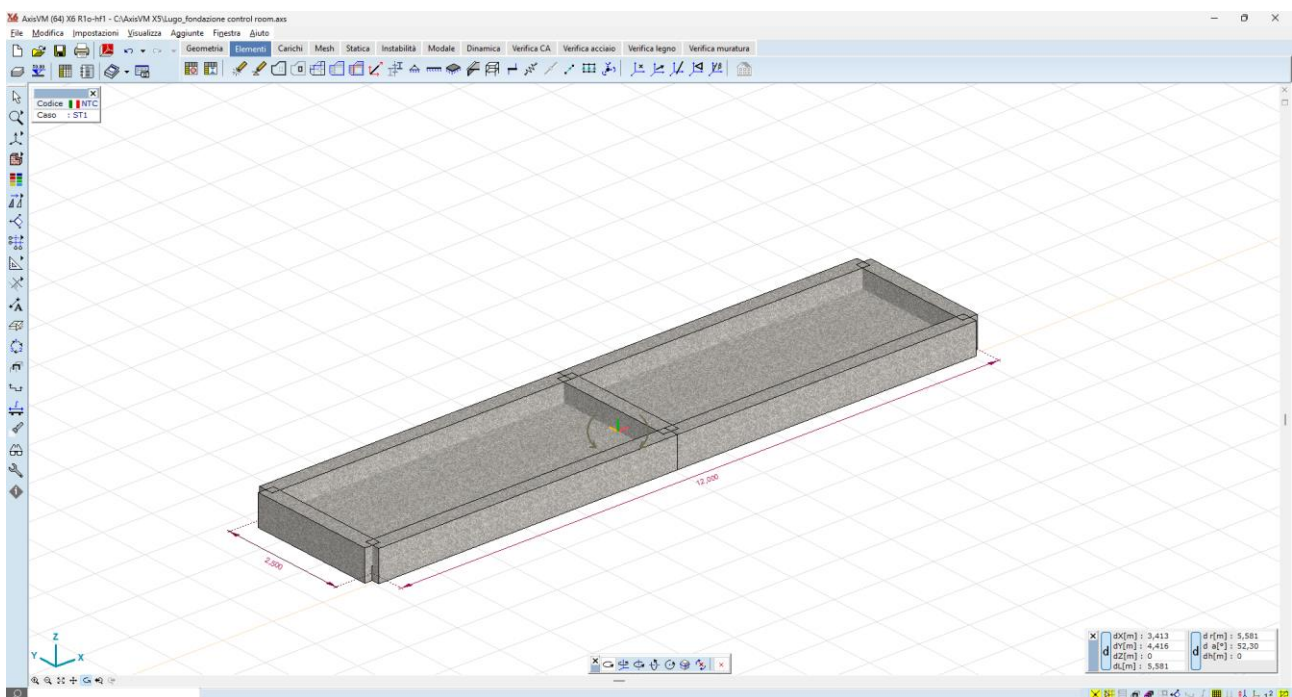 AxisVM (64) X6 R1o-hf1 - C:\AxisVM X5\Lugo_fondazione control room.axs
File Modifica Impostazioni Visualizza Aggiunte Finestra Aiuto
Geometria Elementi Carichi Mesh Statica Instabilità Modale Dinamica Verifica CA Verifica acciaio Verifica legno Verifica muratura
Codice NTC
Caso : ST1
12,000
2,500
Z
Y
X
d
dX[m] : 3,413
dY[m] : 4,416
dZ[m] : 0
dL[m] : 5,581
d
d r[m] : 5,581
d a[°] : 52,30
dh[m] : 0